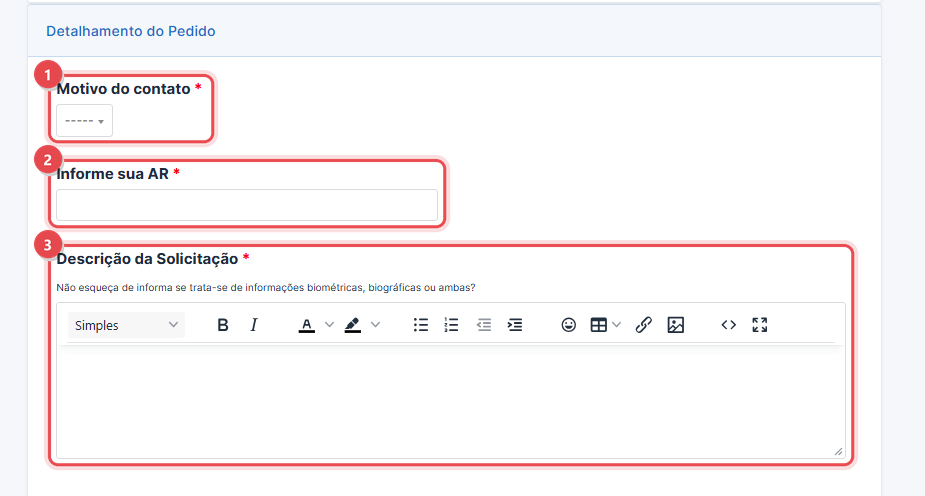 Detalhamento do Pedido
1
Motivo do contato *
-----
2
Informe sua AR *
3
Descrição da Solicitação *
Não esqueça de informa se trata-se de informações biométricas, biográficas ou ambas?
Simples B I A